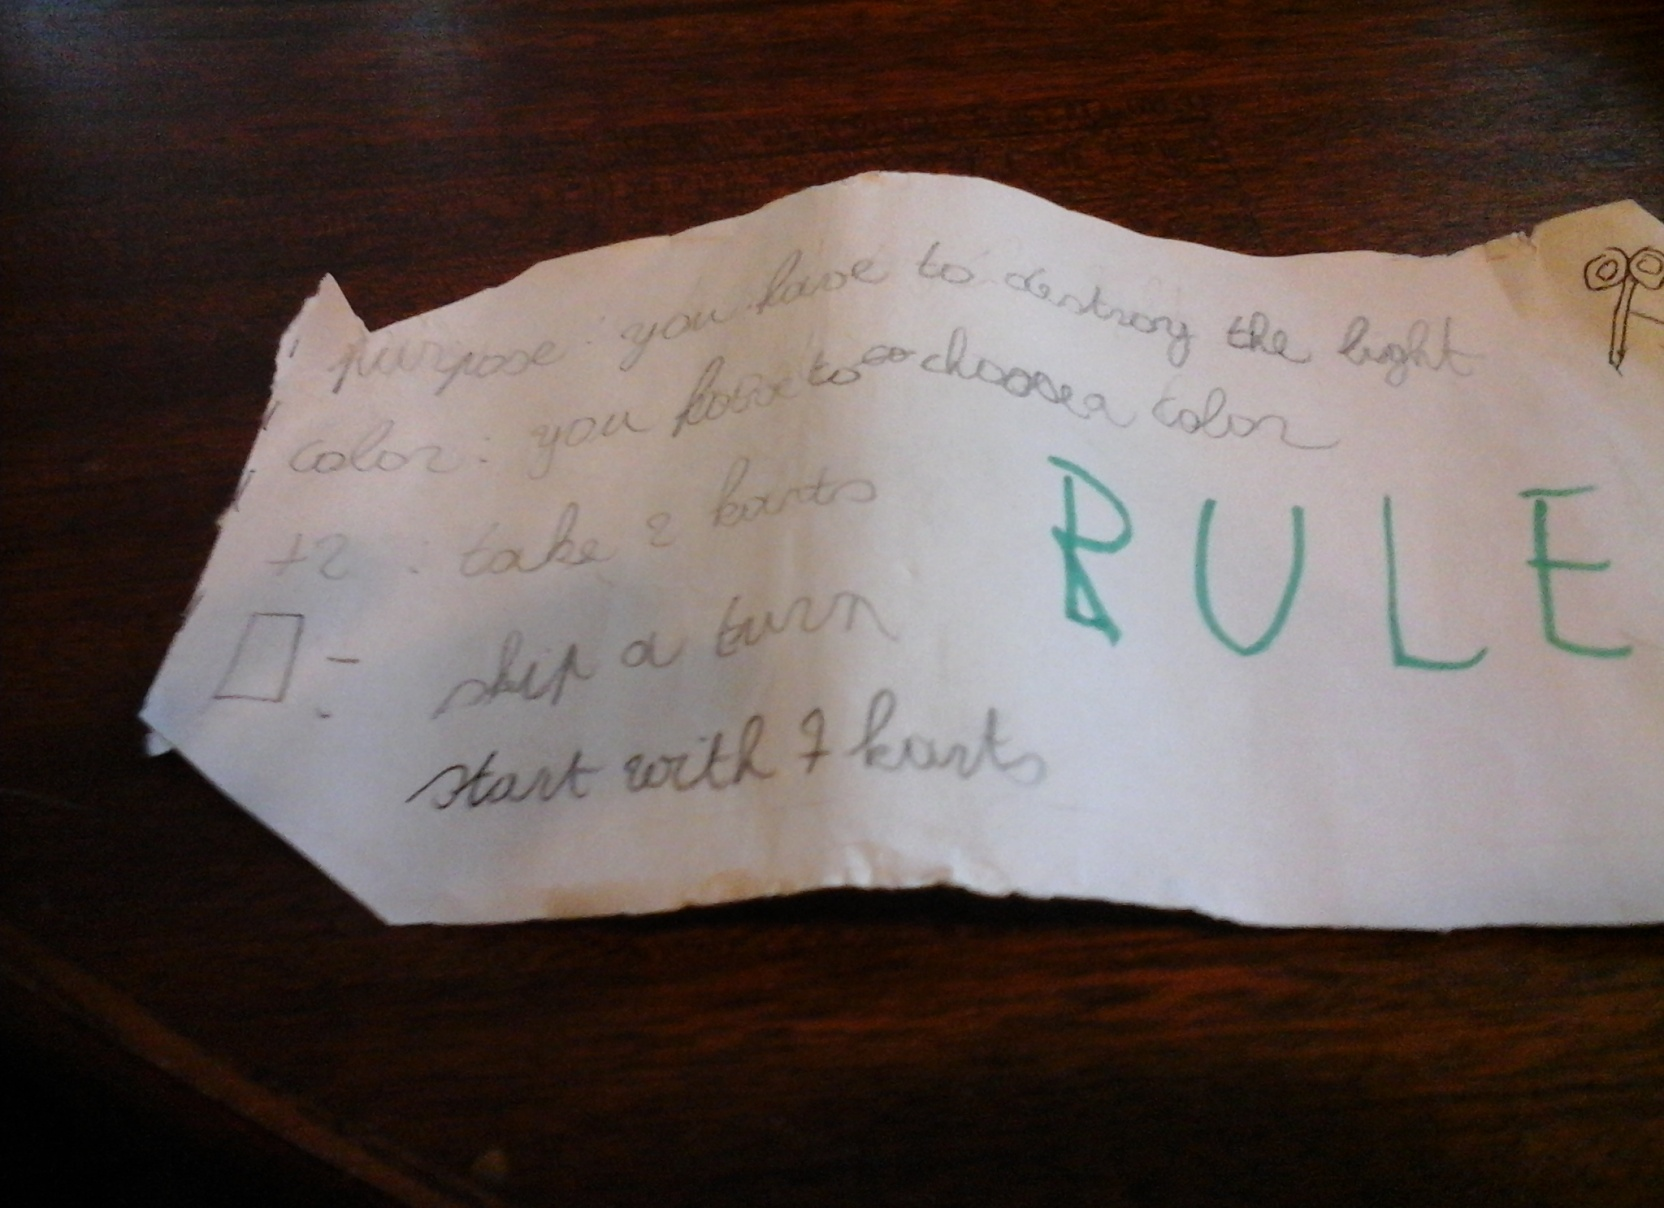 purpose : you have to destroy the light
color : you have to choose a color
+2 : take 2 karts
skip a turn
start with 7 karts
RULE